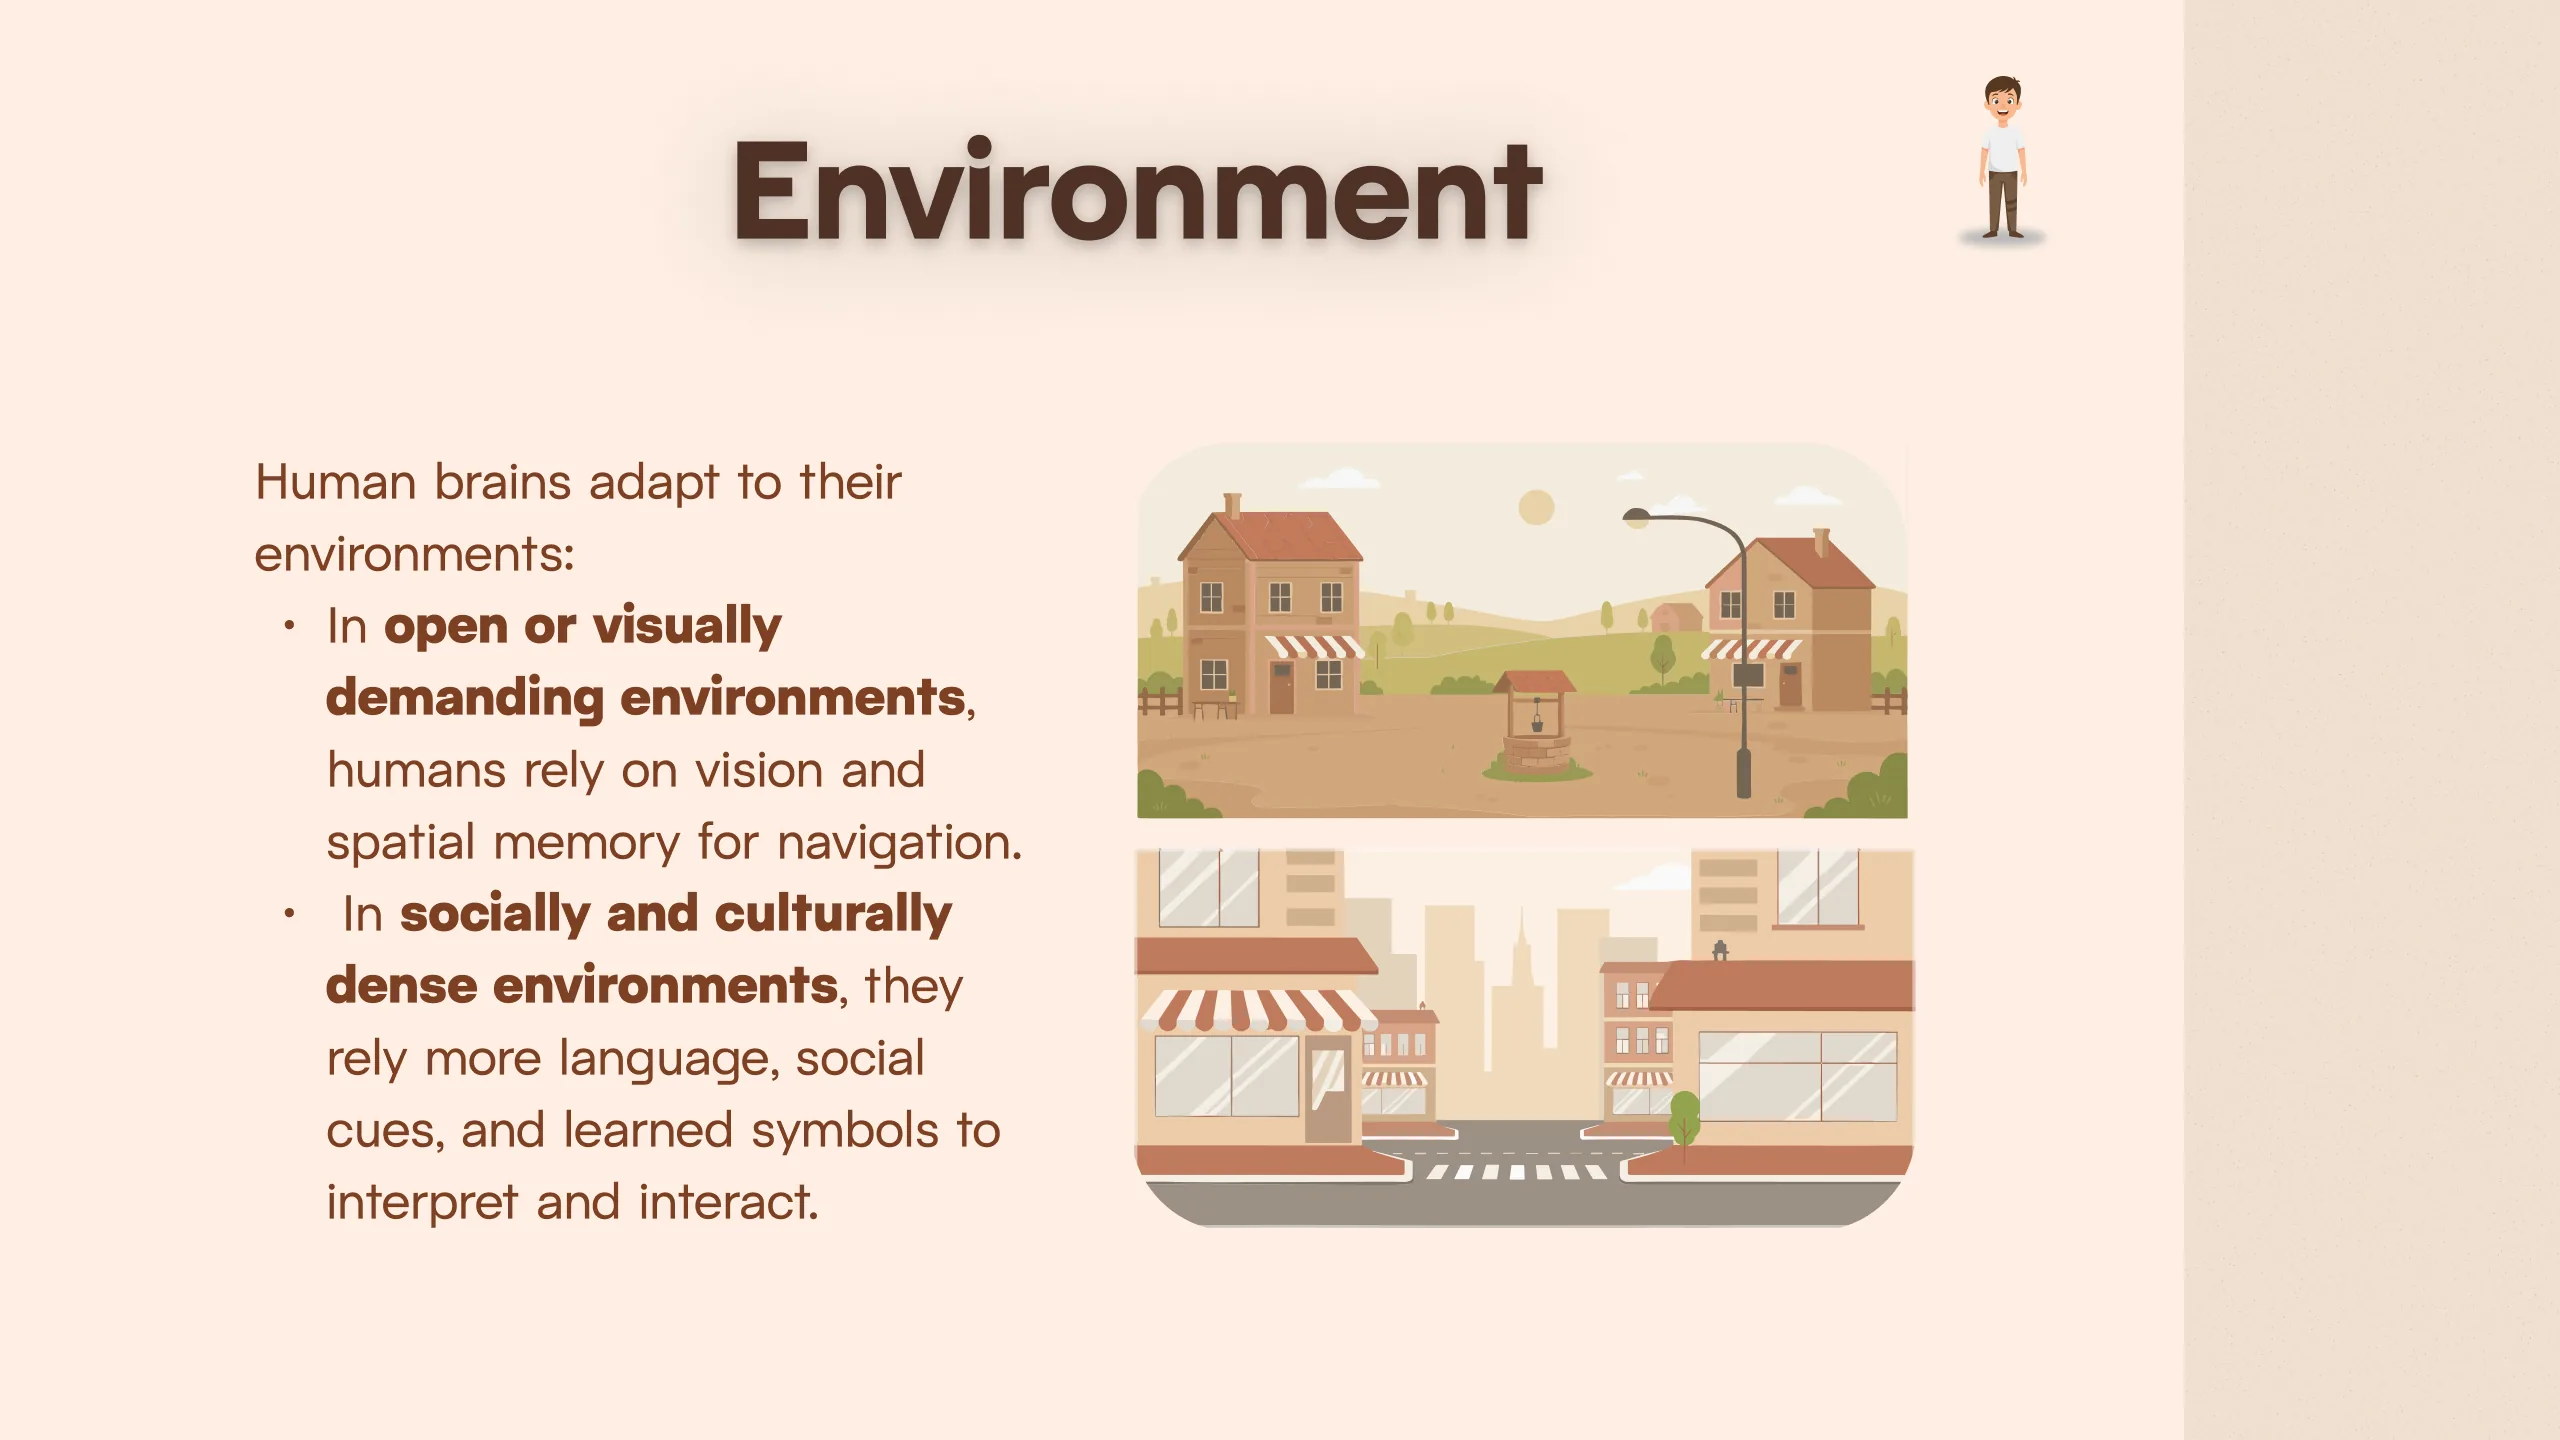 Environment
Human brains adapt to their
environments:
• In open or visually
demanding environments,
humans rely on vision and
spatial memory for navigation.
• In socially and culturally
dense environments, they
rely more language, social
cues, and learned symbols to
interpret and interact.